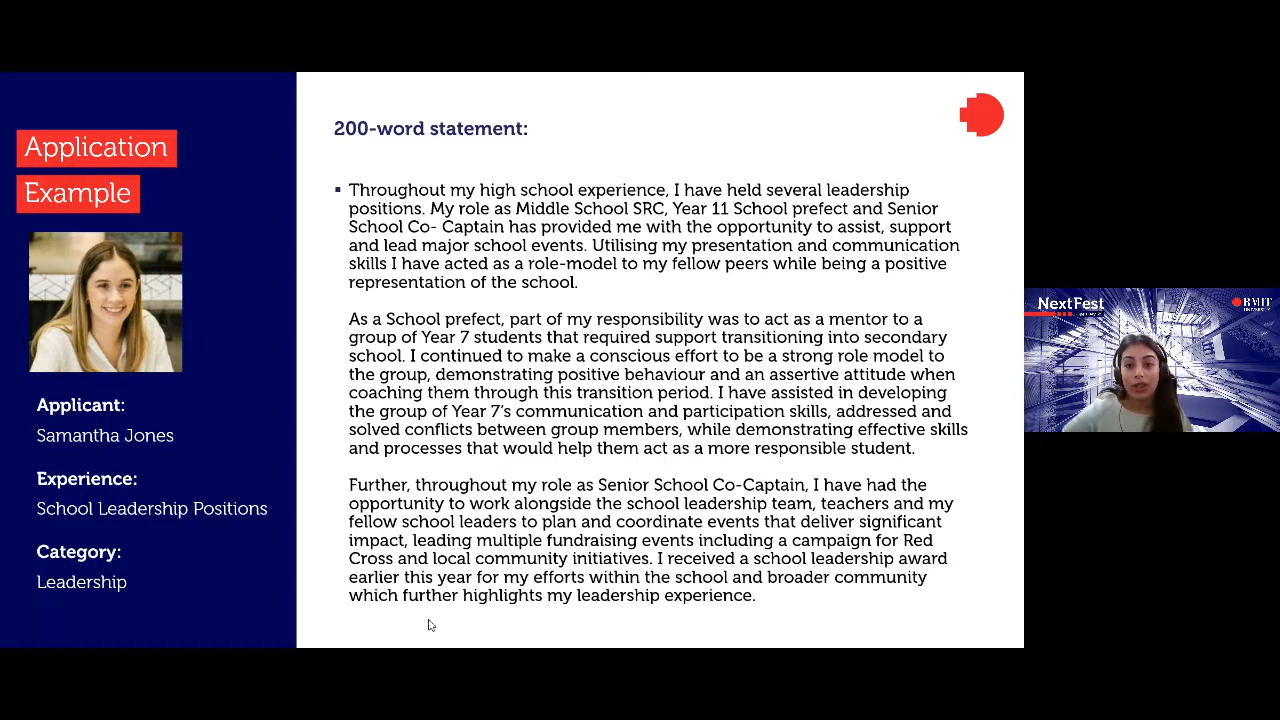 Application
Example
Applicant:
Samantha Jones
Experience:
School Leadership Positions
Category:
Leadership
200-word statement:
Throughout my high school experience, I have held several leadership
positions. My role as Middle School SRC, Year 11 School prefect and Senior
School Co- Captain has provided me with the opportunity to assist, support
and lead major school events. Utilising my presentation and communication
skills I have acted as a role-model to my fellow peers while being a positive
representation of the school.
As a School prefect, part of my responsibility was to act as a mentor to a
group of Year 7 students that required support transitioning into secondary
school. I continued to make a conscious effort to be a strong role model to
the group, demonstrating positive behaviour and an assertive attitude when
coaching them through this transition period. I have assisted in developing
the group of Year 7's communication and participation skills, addressed and
solved conflicts between group members, while demonstrating effective skills
and processes that would help them act as a more responsible student.
Further, throughout my role as Senior School Co-Captain, I have had the
opportunity to work alongside the school leadership team, teachers and my
fellow school leaders to plan and coordinate events that deliver significant
impact, leading multiple fundraising events including a campaign for Red
Cross and local community initiatives. I received a school leadership award
earlier this year for my efforts within the school and broader community
which further highlights my leadership experience.
NextFest
RMIT
UNIVERSITY